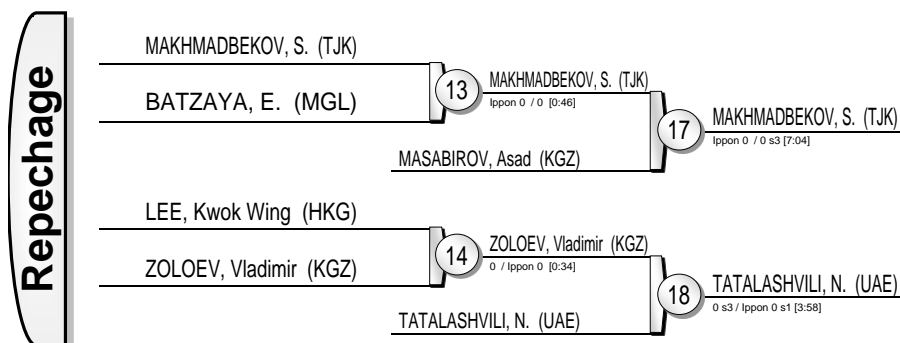 Repechage
MAKHMADBEKOV, S. (TJK)
BATZAYA, E. (MGL)
13
MAKHMADBEKOV, S. (TJK)
Ippon 0 / 0 [0:46]
MASABIROV, Asad (KGZ)
17
MAKHMADBEKOV, S. (TJK)
Ippon 0 / 0 s3 [7:04]
LEE, Kwok Wing (HKG)
ZOLOEV, Vladimir (KGZ)
14
ZOLOEV, Vladimir (KGZ)
0 / Ippon 0 [0:34]
TATALASHVILI, N. (UAE)
18
TATALASHVILI, N. (UAE)
0 s3 / Ippon 0 s1 [3:58]